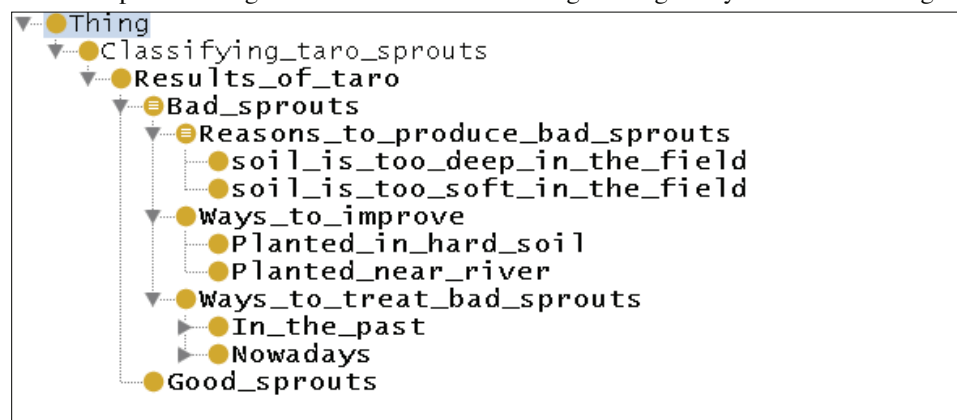 Thing
Classifying_taro_sprouts
Results_of_taro
Bad_sprouts
Reasons_to_produce_bad_sprouts
soil_is_too_deep_in_the_field
soil_is_too_soft_in_the_field
Ways_to_improve
Planted_in_hard_soil
Planted_near_river
Ways_to_treat_bad_sprouts
In_the_past
Nowadays
Good_sprouts